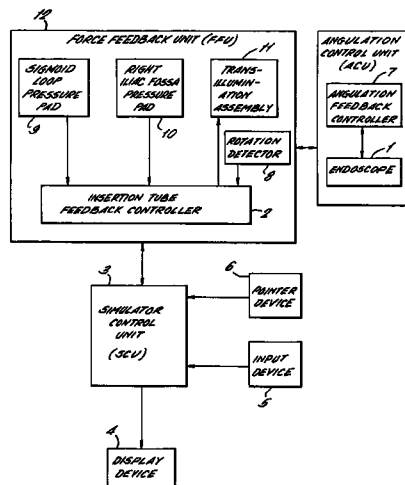 12
FORCE FEEDBACK UNIT (FFU)
SIGMOID
LOOP
PRESSURE
PAD
9
RIGHT
ILIAC FOSSA
PRESSURE
PAD
10
11
TRANS-
ILLUMIN-
ATION
ASSEMBLY
ROTATION
DETECTOR
8
INSERTION TUBE
FEEDBACK CONTROLLER
2
ANGULATION
CONTROL UNIT
(ACU)
7
ANGULATION
FEEDBACK
CONTROLLER
1
ENDOSCOPE
3
SIMULATOR
CONTROL
UNIT
(SCU)
6
POINTER
DEVICE
INPUT
DEVICE
5
4
DISPLAY
DEVICE